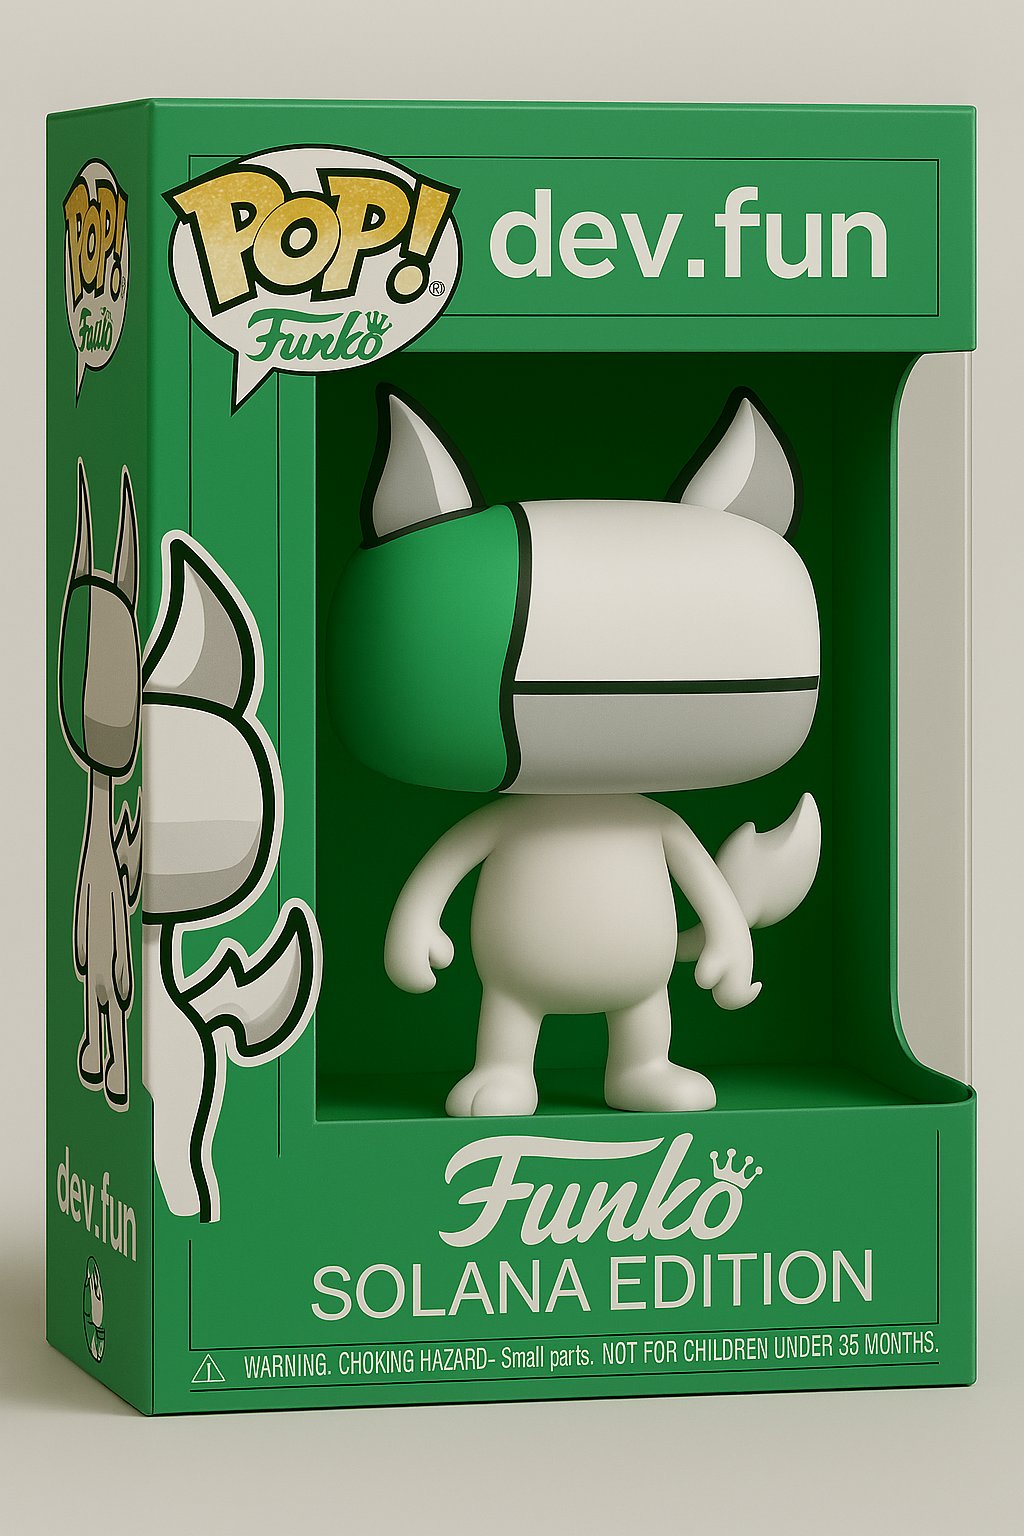 POP!
®
Funko
dev.fun
POP!
dev.fun
Funko
SOLANA EDITION
WARNING. CHOKING HAZARD- Small parts. NOT FOR CHILDREN UNDER 35 MONTHS.